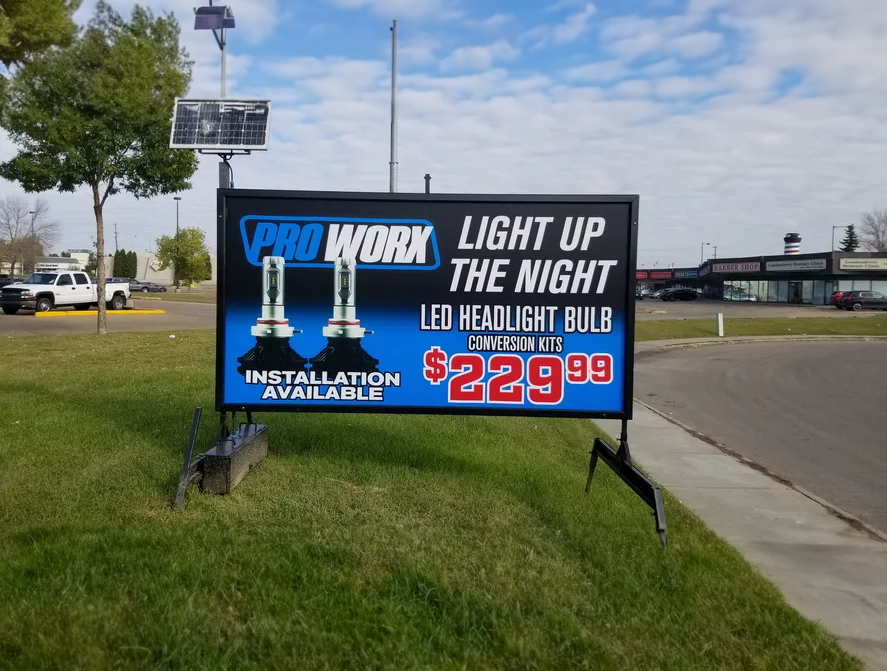 PRO WORX
LIGHT UP
THE NIGHT
LED HEADLIGHT BULB
CONVERSION KITS
$229.99
INSTALLATION
AVAILABLE
BARBER SHOP